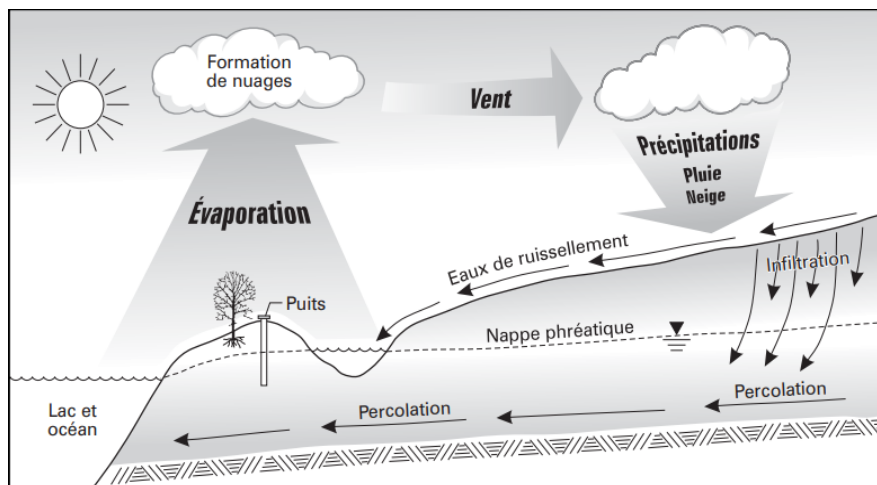 Formation
de nuages
Vent
Précipitations
Pluie
Neige
Évaporation
Eaux de ruissellement
Infiltration
Puits
Nappe phréatique
Lac et
océan
Percolation
Percolation